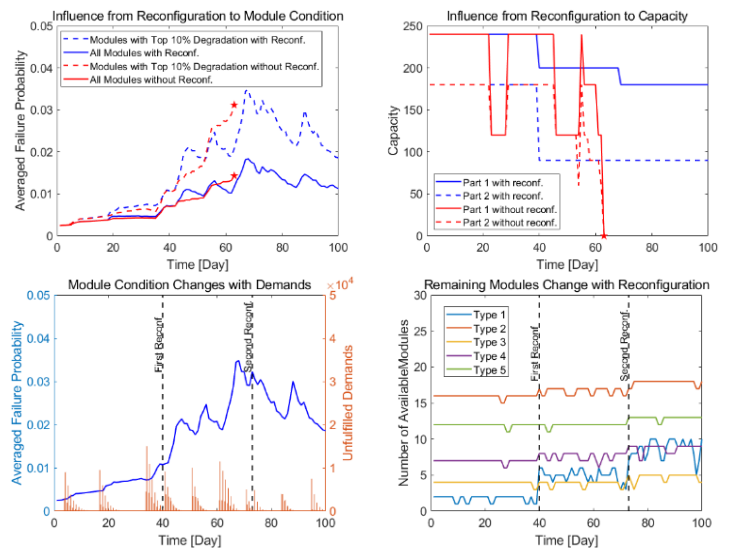 Influence from Reconfiguration to Module Condition
0.05
0.04
0.03
0.02
0.01
0
Averaged Failure Probability
Modules with Top 10% Degradation with Reconf.
All Modules with Reconf.
Modules with Top 10% Degradation without Reconf.
All Modules without Reconf.
0 20 40 60 80 100
Time [Day]
Influence from Reconfiguration to Capacity
250
200
150
100
50
0
Capacity
Part 1 with reconf.
Part 2 with reconf.
Part 1 without reconf.
Part 2 without reconf.
0 20 40 60 80 100
Time [Day]
Module Condition Changes with Demands
0.05
0.04
0.03
0.02
0.01
0
Averaged Failure Probability
First Reconf.
Second Reconf.
×10⁴
5
4
3
2
1
0
Unfulfilled Demands
0 20 40 60 80 100
Time [Day]
Remaining Modules Change with Reconfiguration
30
25
20
15
10
5
0
Number of AvailableModules
Type 1
Type 2
Type 3
Type 4
Type 5
First Reconf.
Second Reconf.
0 20 40 60 80 100
Time [Day]